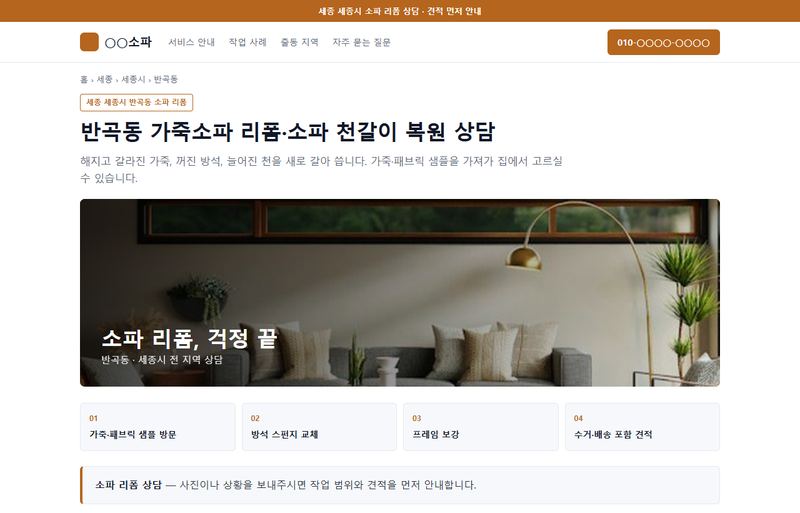 세종 세종시 소파 리폼 상담 · 견적 먼저 안내
○○소파 서비스 안내 작업 사례 출동 지역 자주 묻는 질문 010-○○○○-○○○○
홈 › 세종 › 세종시 › 반곡동
세종 세종시 반곡동 소파 리폼
반곡동 가죽소파 리폼·소파 천갈이 복원 상담
해지고 갈라진 가죽, 꺼진 방석, 늘어진 천을 새로 갈아 씁니다. 가죽·패브릭 샘플을 가져가 집에서 고르실
수 있습니다.
소파 리폼, 걱정 끝
반곡동 · 세종시 전 지역 상담
01 02 03 04
가죽·패브릭 샘플 방문 방석 스펀지 교체 프레임 보강 수거·배송 포함 견적
소파 리폼 상담 — 사진이나 상황을 보내주시면 작업 범위와 견적을 먼저 안내합니다.